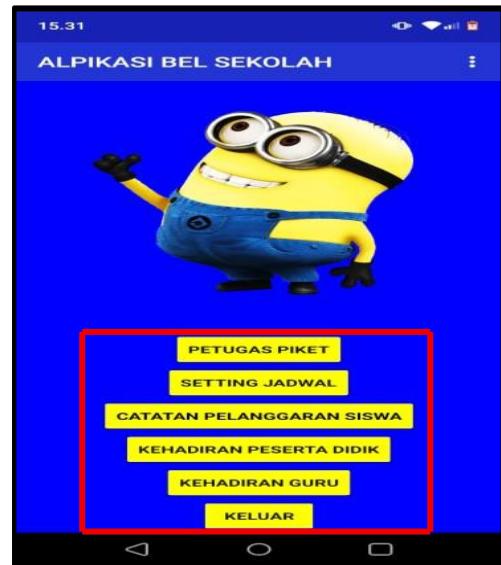 15.31
ALPIKASI BEL SEKOLAH
PETUGAS PIKET
SETTING JADWAL
CATATAN PELANGGARAN SISWA
KEHADIRAN PESERTA DIDIK
KEHADIRAN GURU
KELUAR